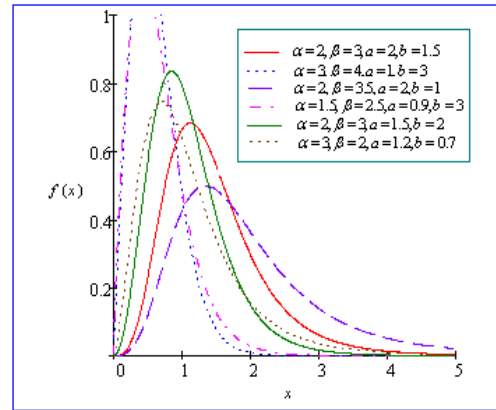 f
1
0.8
0.6
f(x)
0.4
0.2
0 1 2 3 4 5
x
α=2, β=3, a=2, b=1.5
α=3, β=4, a=1, b=3
α=2, β=3.5, a=2, b=1
α=1.5, β=2.5, a=0.9, b=3
α=2, β=3, a=1.5, b=2
α=3, β=2, a=1.2, b=0.7